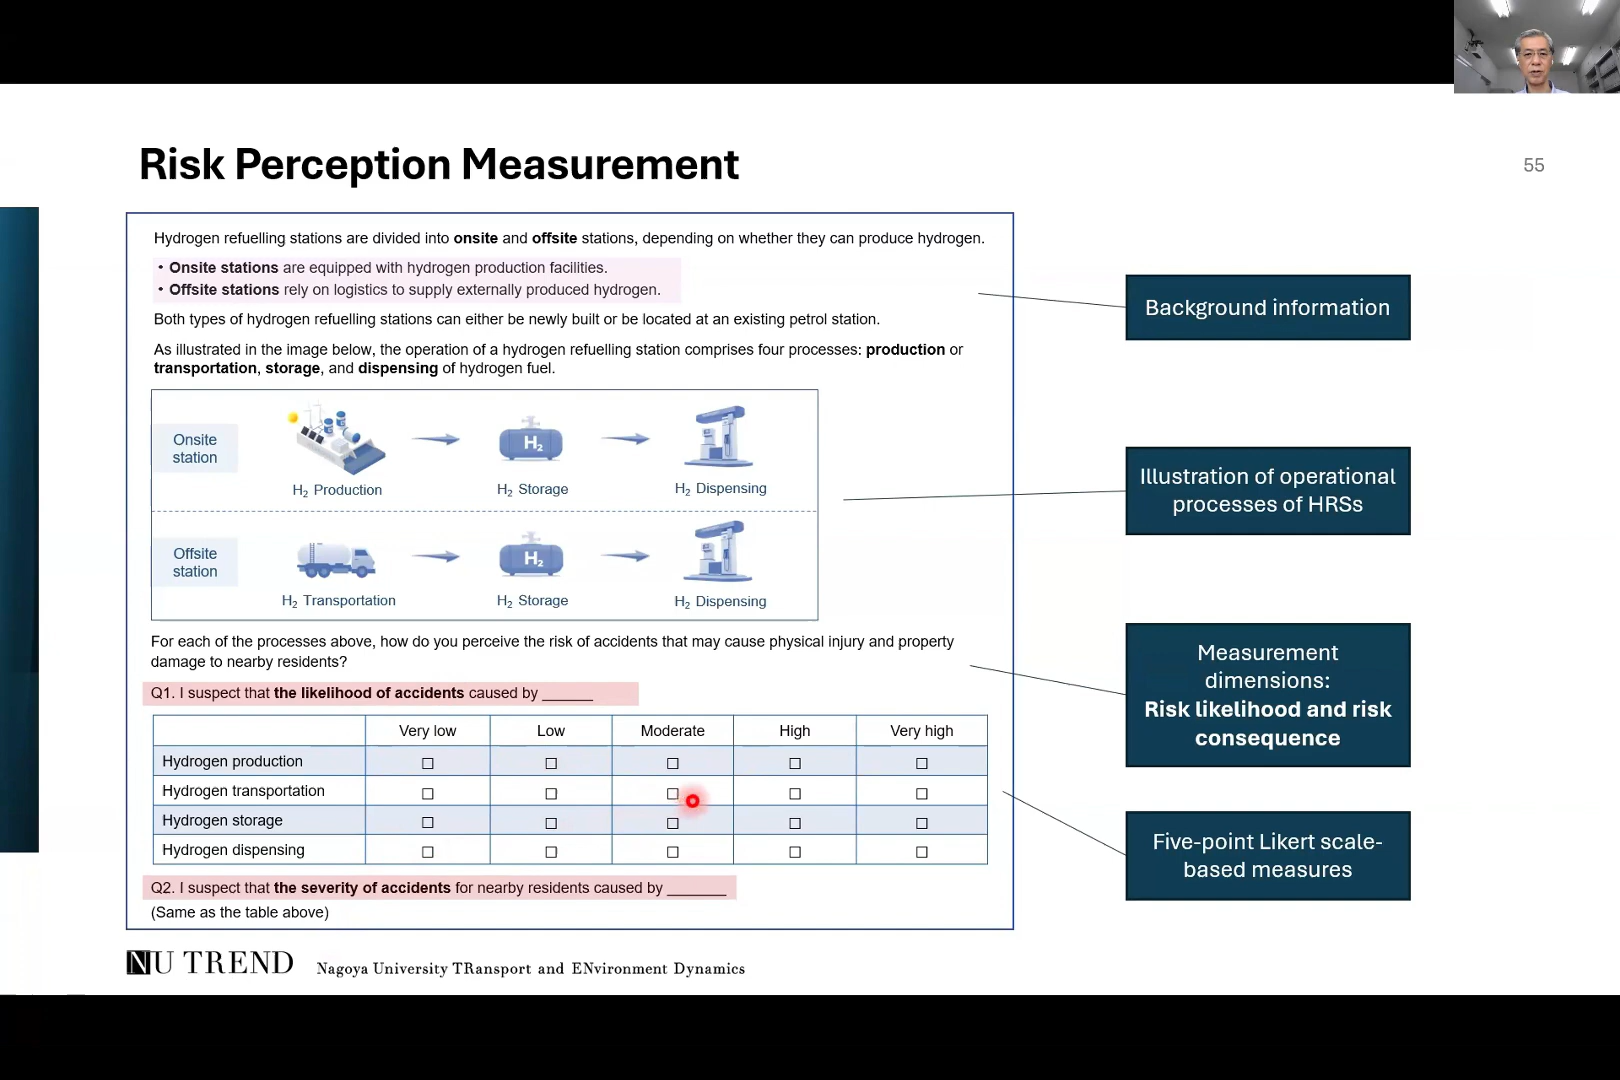 Risk Perception Measurement
55
Hydrogen refuelling stations are divided into onsite and offsite stations, depending on whether they can produce hydrogen.
• Onsite stations are equipped with hydrogen production facilities.
• Offsite stations rely on logistics to supply externally produced hydrogen.
Both types of hydrogen refuelling stations can either be newly built or be located at an existing petrol station.
As illustrated in the image below, the operation of a hydrogen refuelling station comprises four processes: production or
transportation, storage, and dispensing of hydrogen fuel.
Onsite
station
H₂
H₂ Production
H₂ Storage
H₂ Dispensing
Offsite
station
H₂
H₂ Transportation
H₂ Storage
H₂ Dispensing
For each of the processes above, how do you perceive the risk of accidents that may cause physical injury and property
damage to nearby residents?
Q1. I suspect that the likelihood of accidents caused by ______
Very low Low Moderate High Very high
Hydrogen production ☐ ☐ ☐ ☐ ☐
Hydrogen transportation ☐ ☐ ☐ ☐ ☐
Hydrogen storage ☐ ☐ ☐ ☐ ☐
Hydrogen dispensing ☐ ☐ ☐ ☐ ☐
Q2. I suspect that the severity of accidents for nearby residents caused by _______
(Same as the table above)
Background information
Illustration of operational
processes of HRSs
Measurement
dimensions:
Risk likelihood and risk
consequence
Five-point Likert scale-
based measures
NU TREND Nagoya University TRansport and ENvironment Dynamics